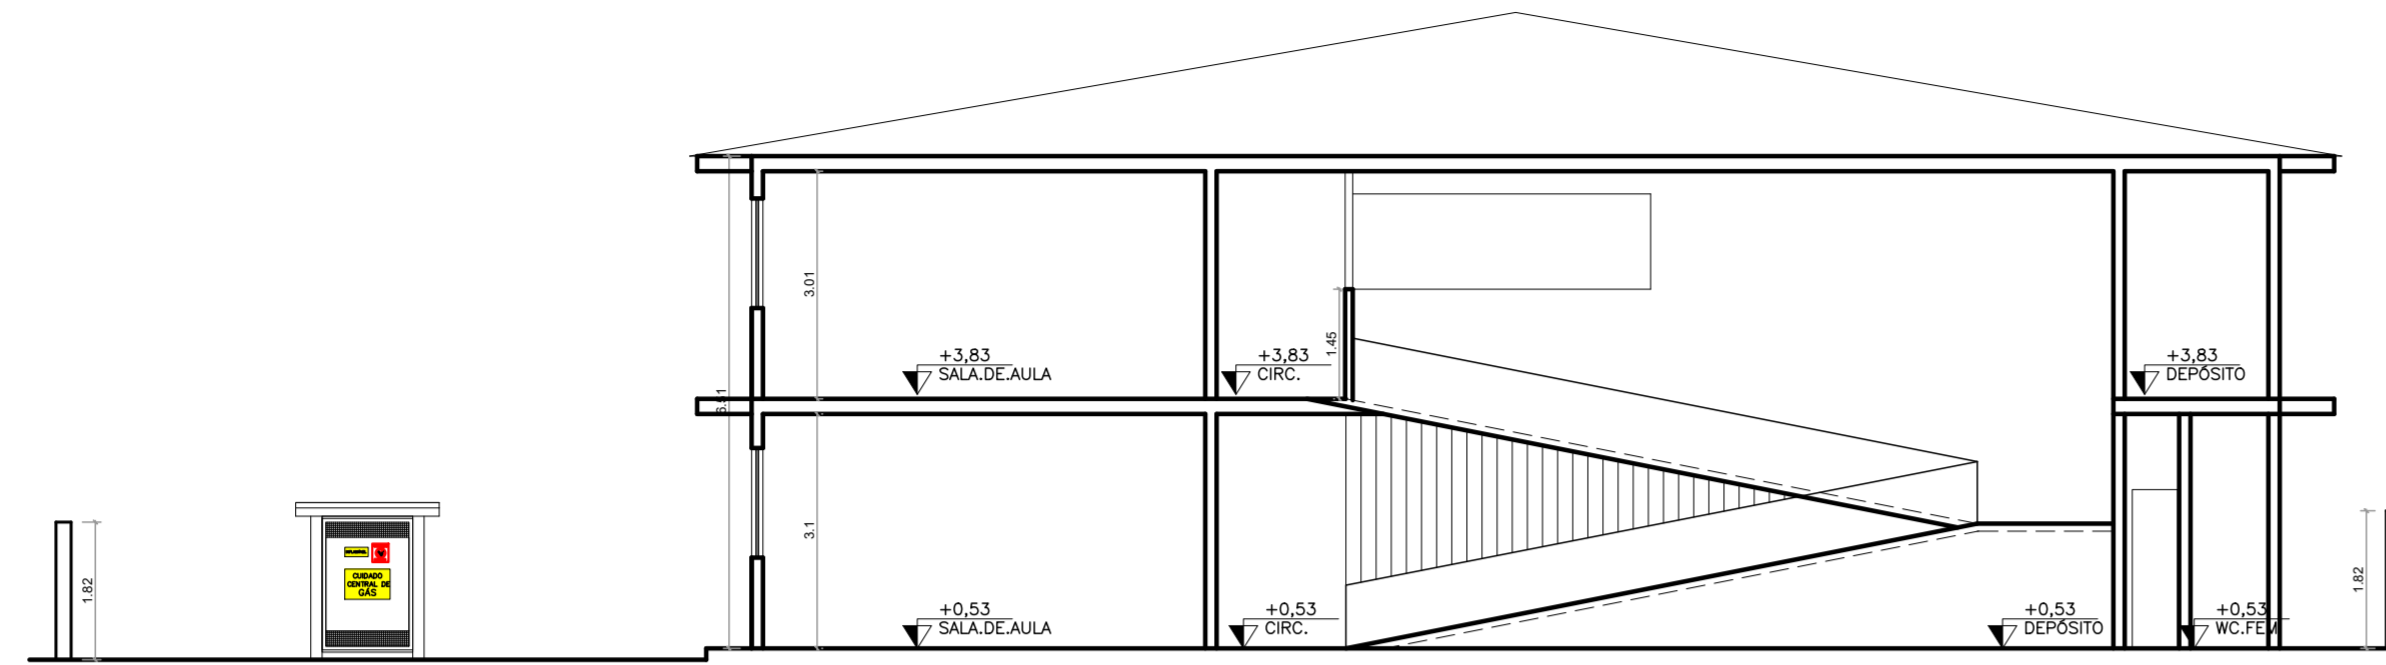 3.01
1.45
+3,83
SALA.DE.AULA
+3,83
CIRC.
+3,83
DEPÓSITO
6.51
3.1
1.82
CUIDADO
CENTRAL DE
GÁS
1.82
+0,53
SALA.DE.AULA
+0,53
CIRC.
+0,53
DEPÓSITO
+0,53
WC.FEM